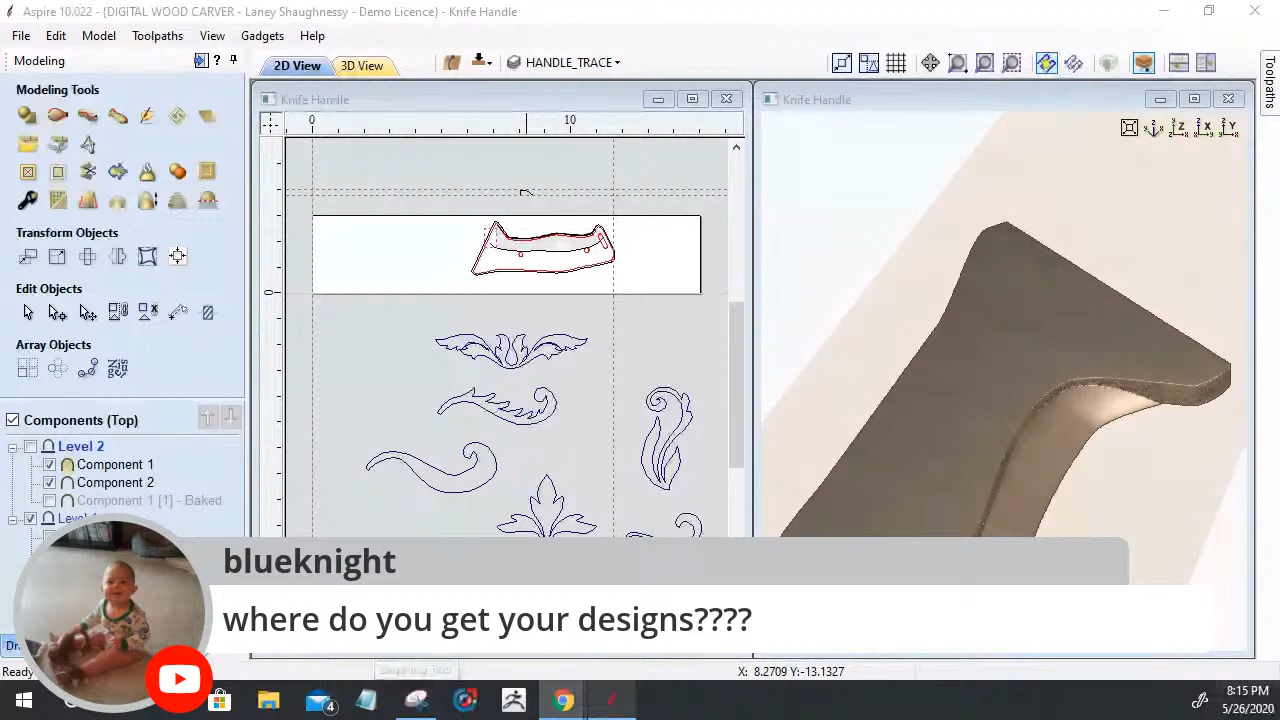 Aspire 10.022 - {DIGITAL WOOD CARVER - Laney Shaughnessy - Demo Licence} - Knife Handle
File Edit Model Toolpaths View Gadgets Help
Modeling
2D View
3D View
HANDLE_TRACE
Toolpaths
Modeling Tools
Knife Handle
Knife Handle
0
10
Z
X
Y
Transform Objects
Edit Objects
0
Array Objects
Components (Top)
Level 2
Component 1
Component 2
Component 1 [1] - Baked
blueknight
where do you get your designs????
Ready
X: 8.2709 Y:-13.1327
4
8:15 PM
5/26/2020